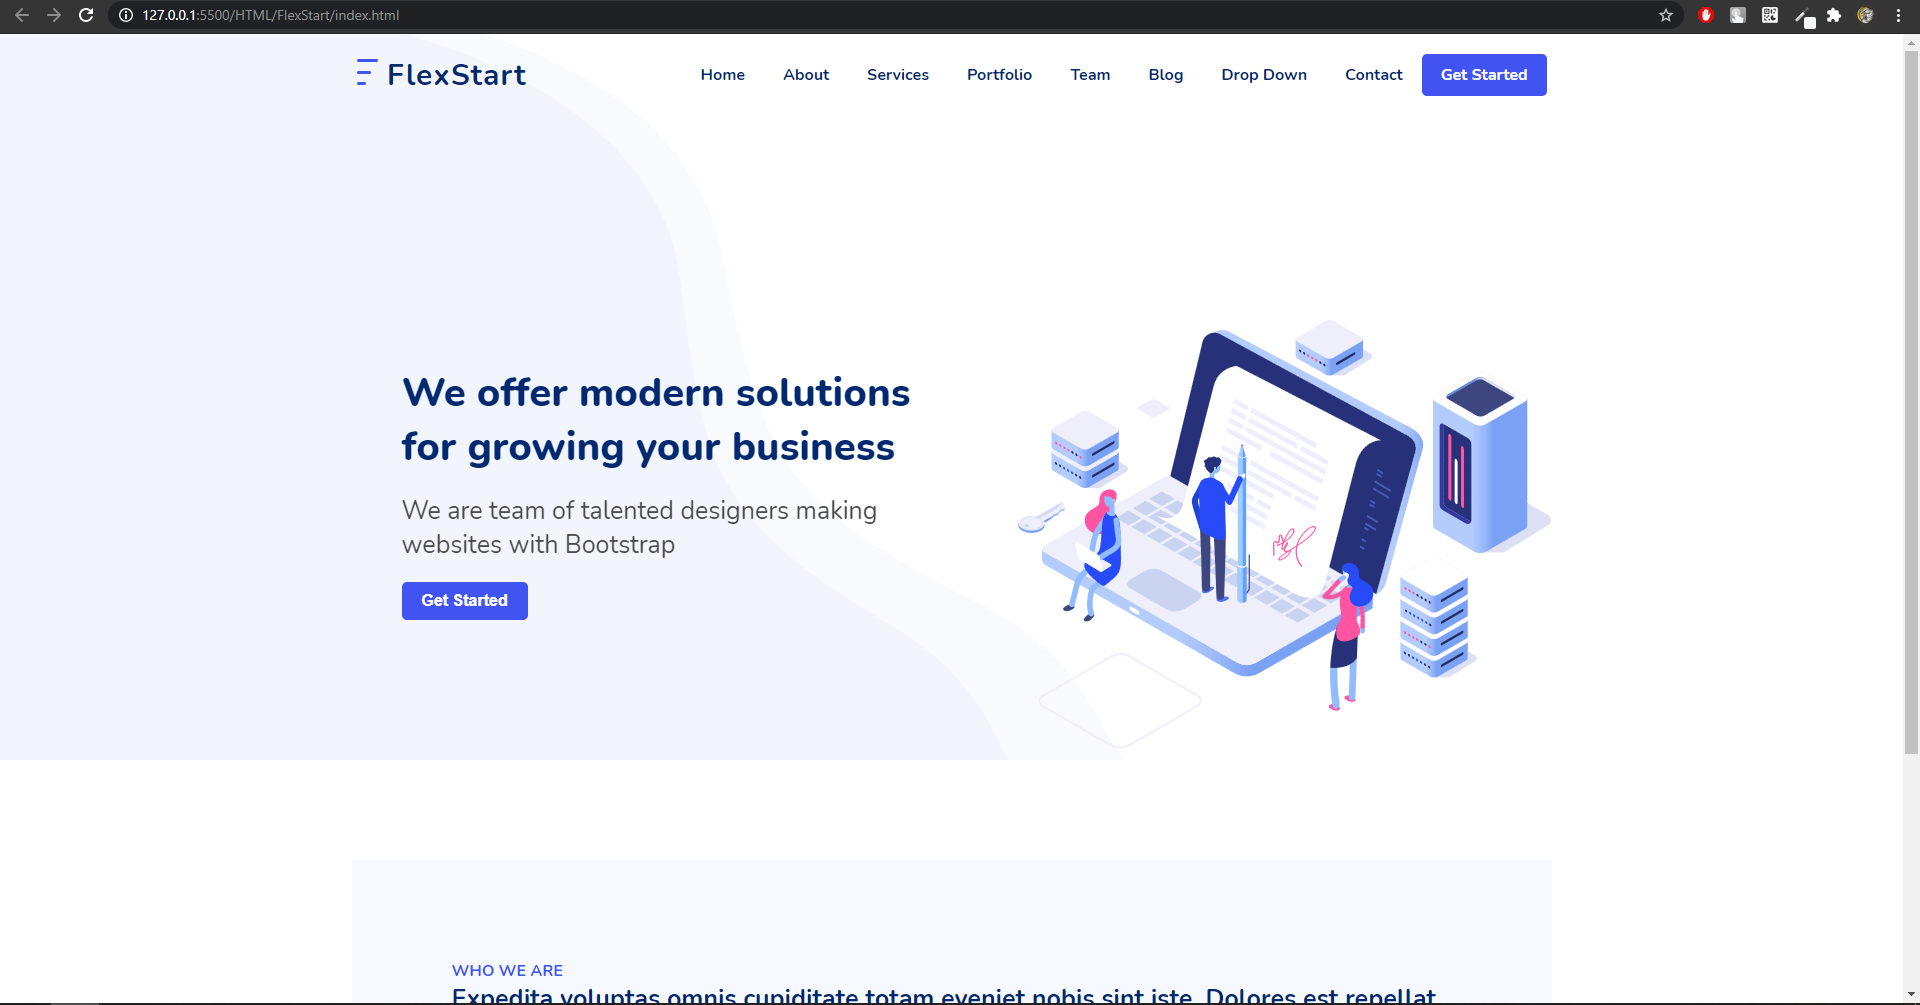 127.0.0.1:5500/HTML/FlexStart/index.html
FlexStart
Home About Services Portfolio Team Blog Drop Down Contact Get Started
We offer modern solutions
for growing your business
We are team of talented designers making
websites with Bootstrap
Get Started
WHO WE ARE
Expedita voluptas omnis cupiditate totam eveniet nobis sint iste. Dolores est repellat